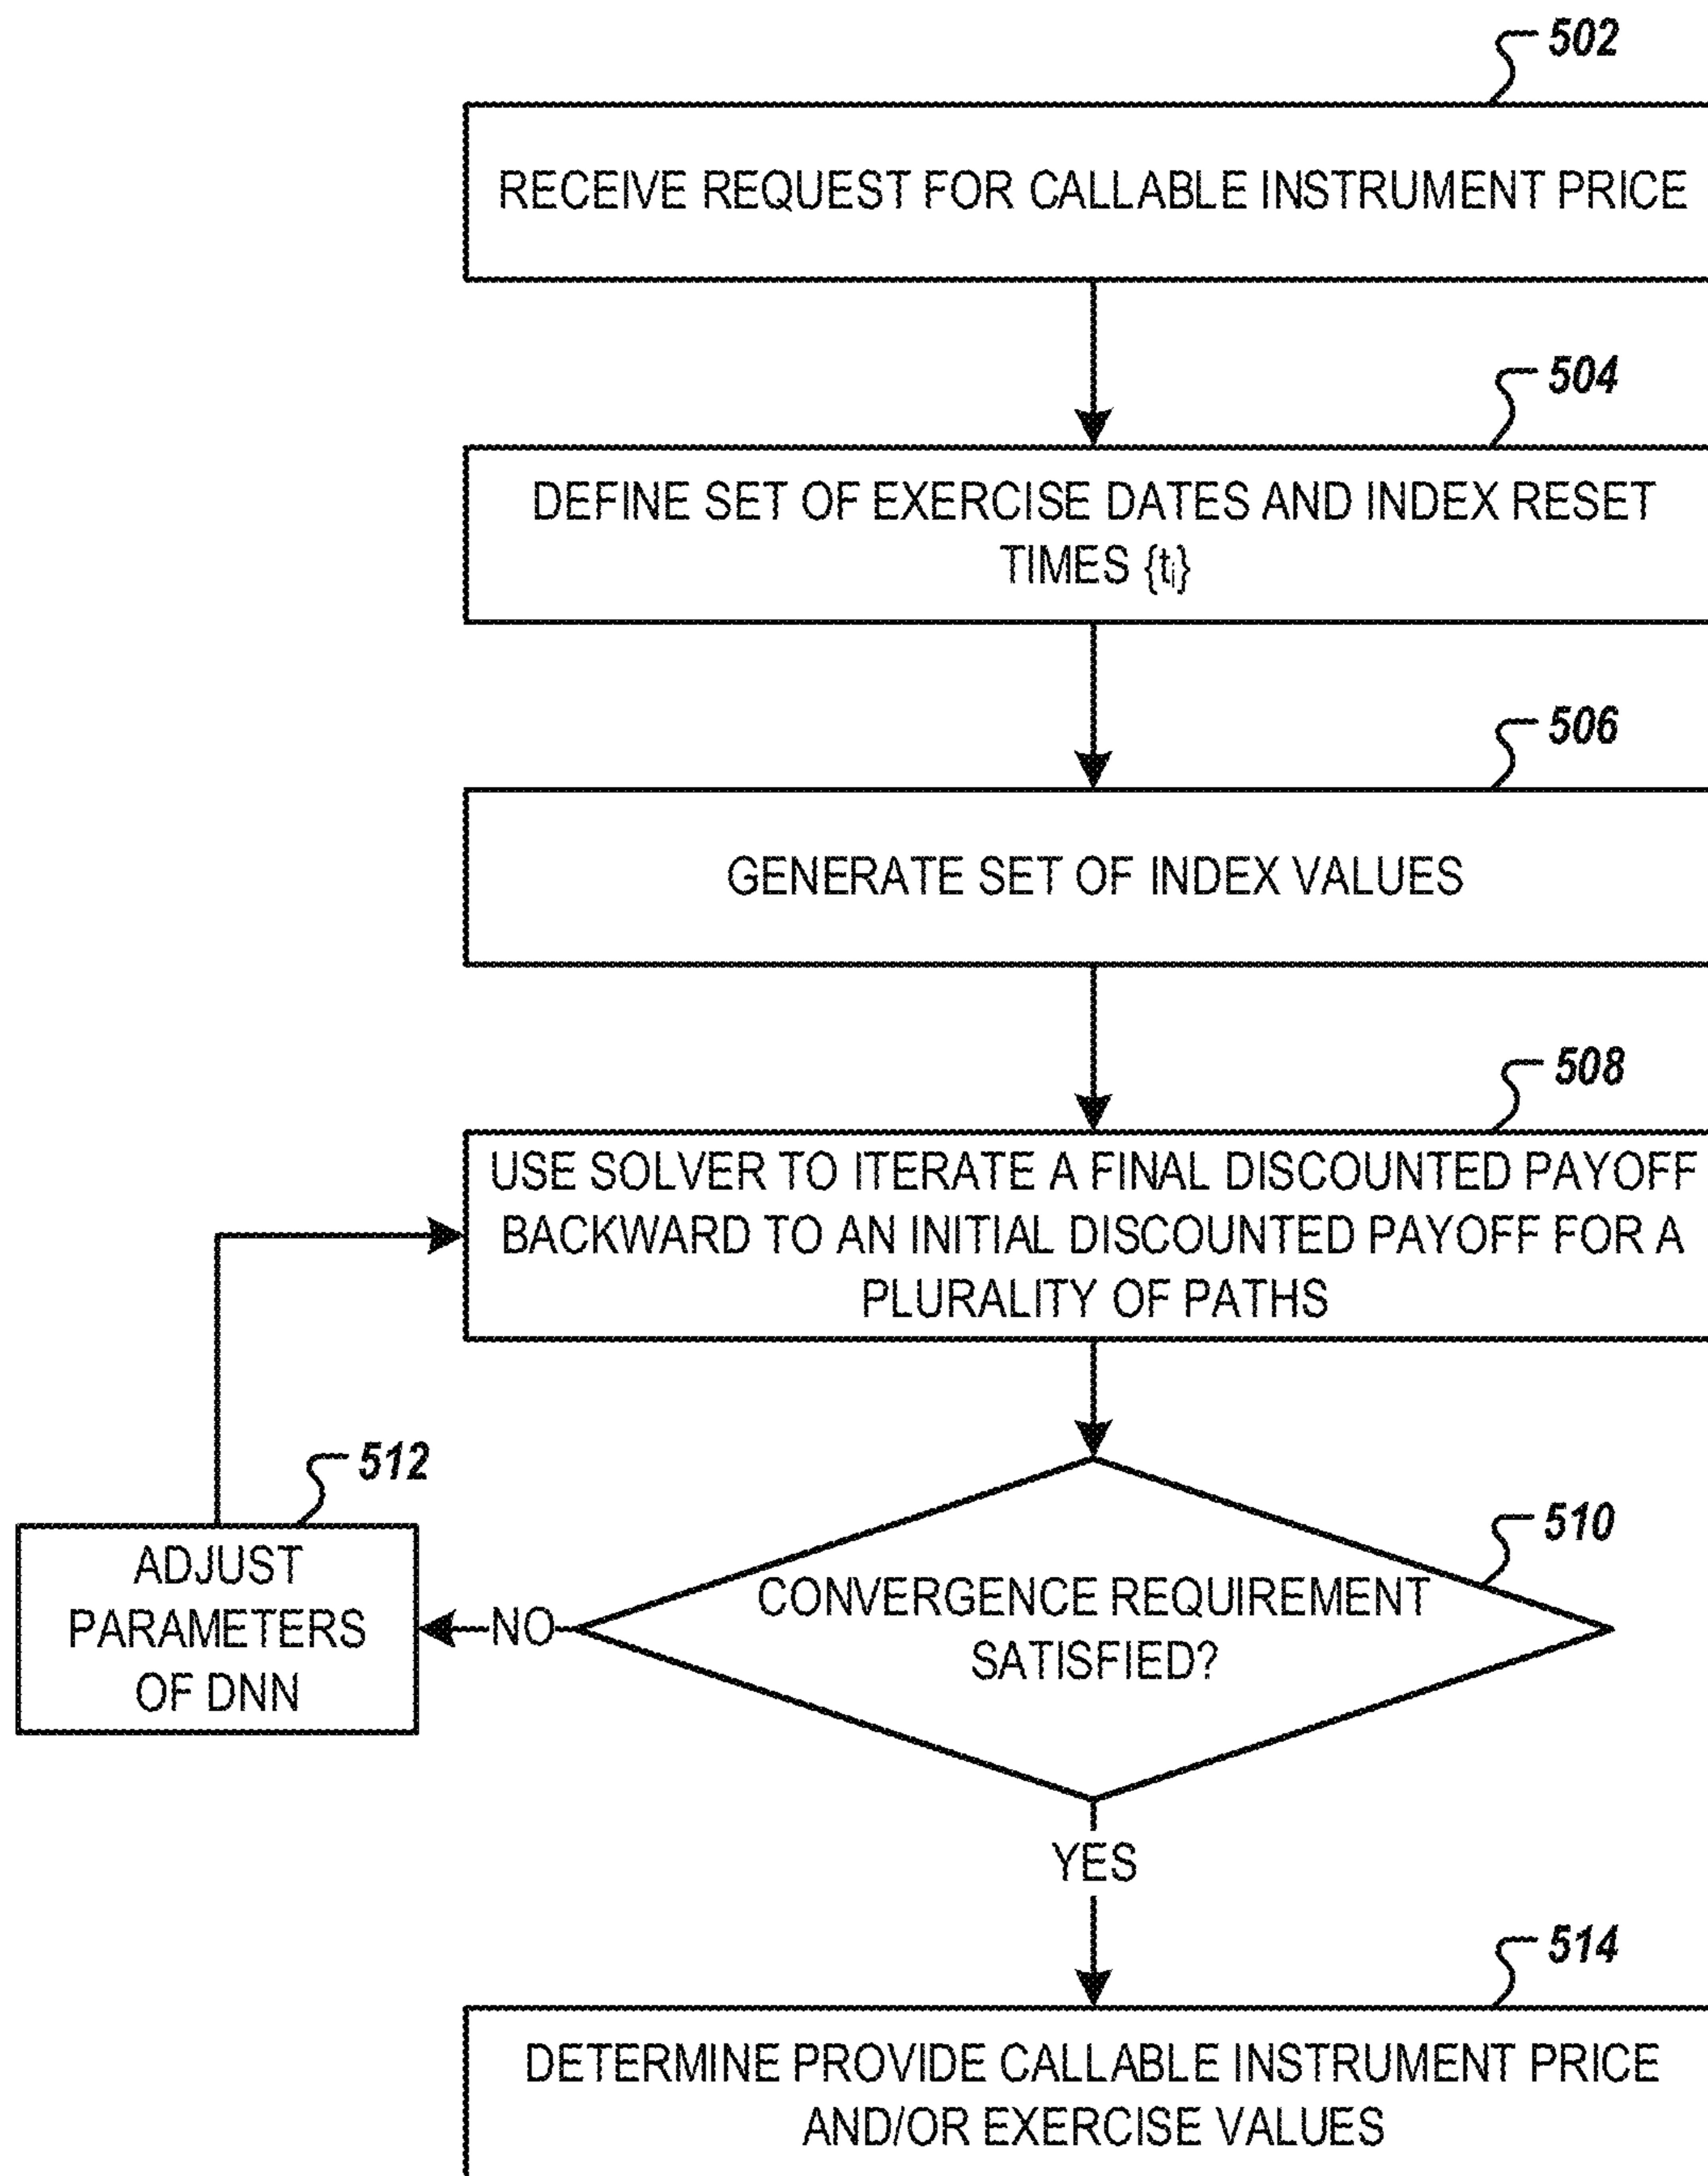 502
RECEIVE REQUEST FOR CALLABLE INSTRUMENT PRICE
504
DEFINE SET OF EXERCISE DATES AND INDEX RESET
TIMES {tᵢ}
506
GENERATE SET OF INDEX VALUES
508
USE SOLVER TO ITERATE A FINAL DISCOUNTED PAYOFF
BACKWARD TO AN INITIAL DISCOUNTED PAYOFF FOR A
PLURALITY OF PATHS
512
ADJUST
PARAMETERS
OF DNN
NO
510
CONVERGENCE REQUIREMENT
SATISFIED?
YES
514
DETERMINE PROVIDE CALLABLE INSTRUMENT PRICE
AND/OR EXERCISE VALUES